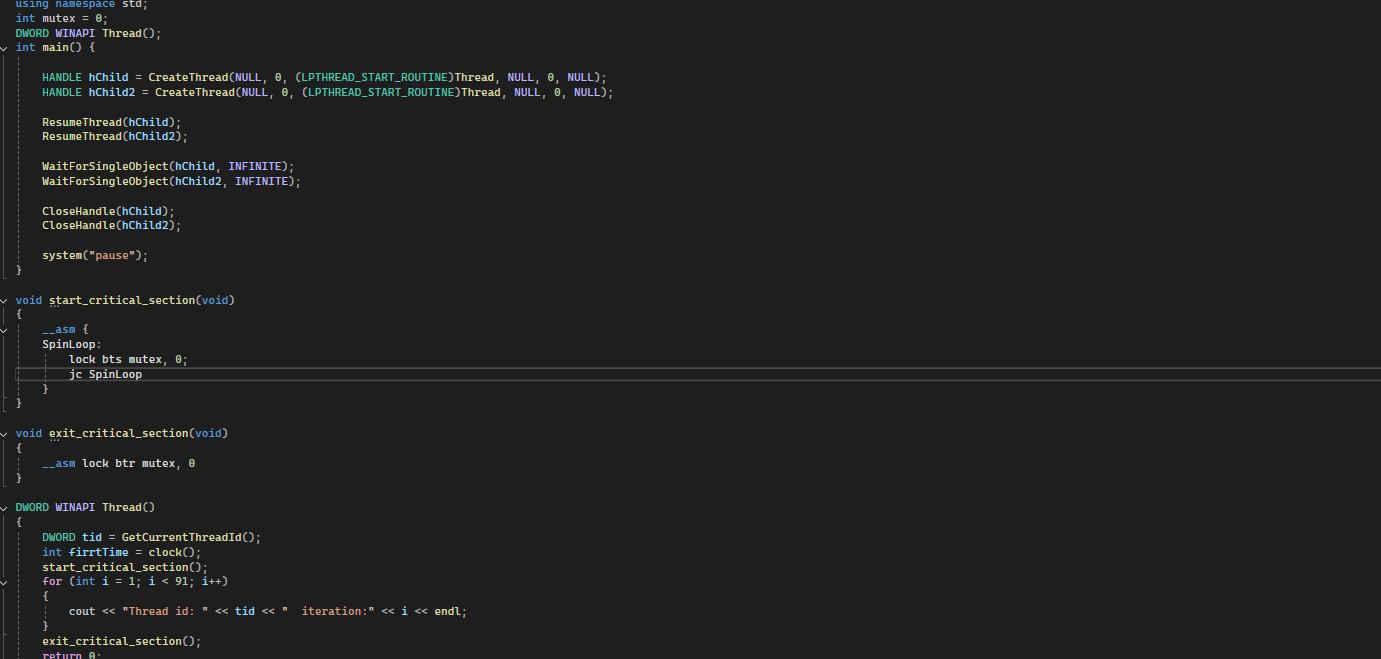 using namespace std;
int mutex = 0;
DWORD WINAPI Thread();
int main() {
HANDLE hChild = CreateThread(NULL, 0, (LPTHREAD_START_ROUTINE)Thread, NULL, 0, NULL);
HANDLE hChild2 = CreateThread(NULL, 0, (LPTHREAD_START_ROUTINE)Thread, NULL, 0, NULL);
ResumeThread(hChild);
ResumeThread(hChild2);
WaitForSingleObject(hChild, INFINITE);
WaitForSingleObject(hChild2, INFINITE);
CloseHandle(hChild);
CloseHandle(hChild2);
system("pause");
}
void start_critical_section(void)
{
__asm {
SpinLoop:
lock bts mutex, 0;
jc SpinLoop
}
}
void exit_critical_section(void)
{
__asm lock btr mutex, 0
}
DWORD WINAPI Thread()
{
DWORD tid = GetCurrentThreadId();
int firrtTime = clock();
start_critical_section();
for (int i = 1; i < 91; i++)
{
cout << "Thread id: " << tid << "  iteration:" << i << endl;
}
exit_critical_section();
return 0;